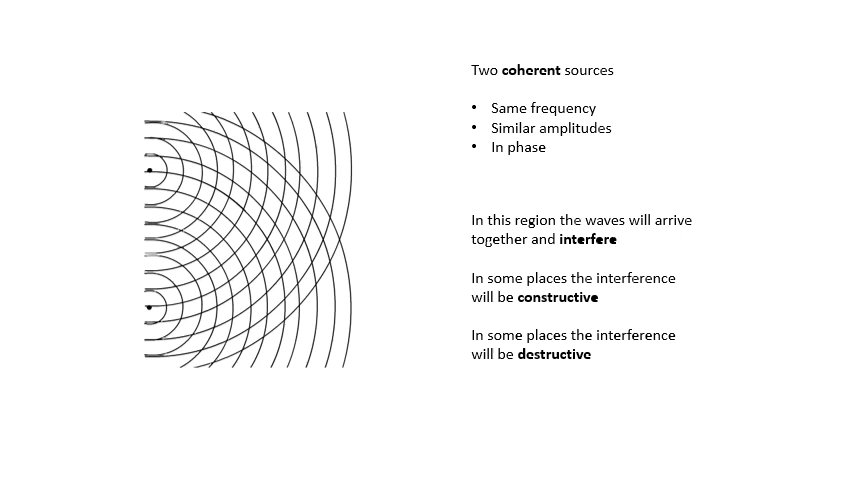 Two coherent sources
• Same frequency
• Similar amplitudes
• In phase
In this region the waves will arrive
together and interfere
In some places the interference
will be constructive
In some places the interference
will be destructive